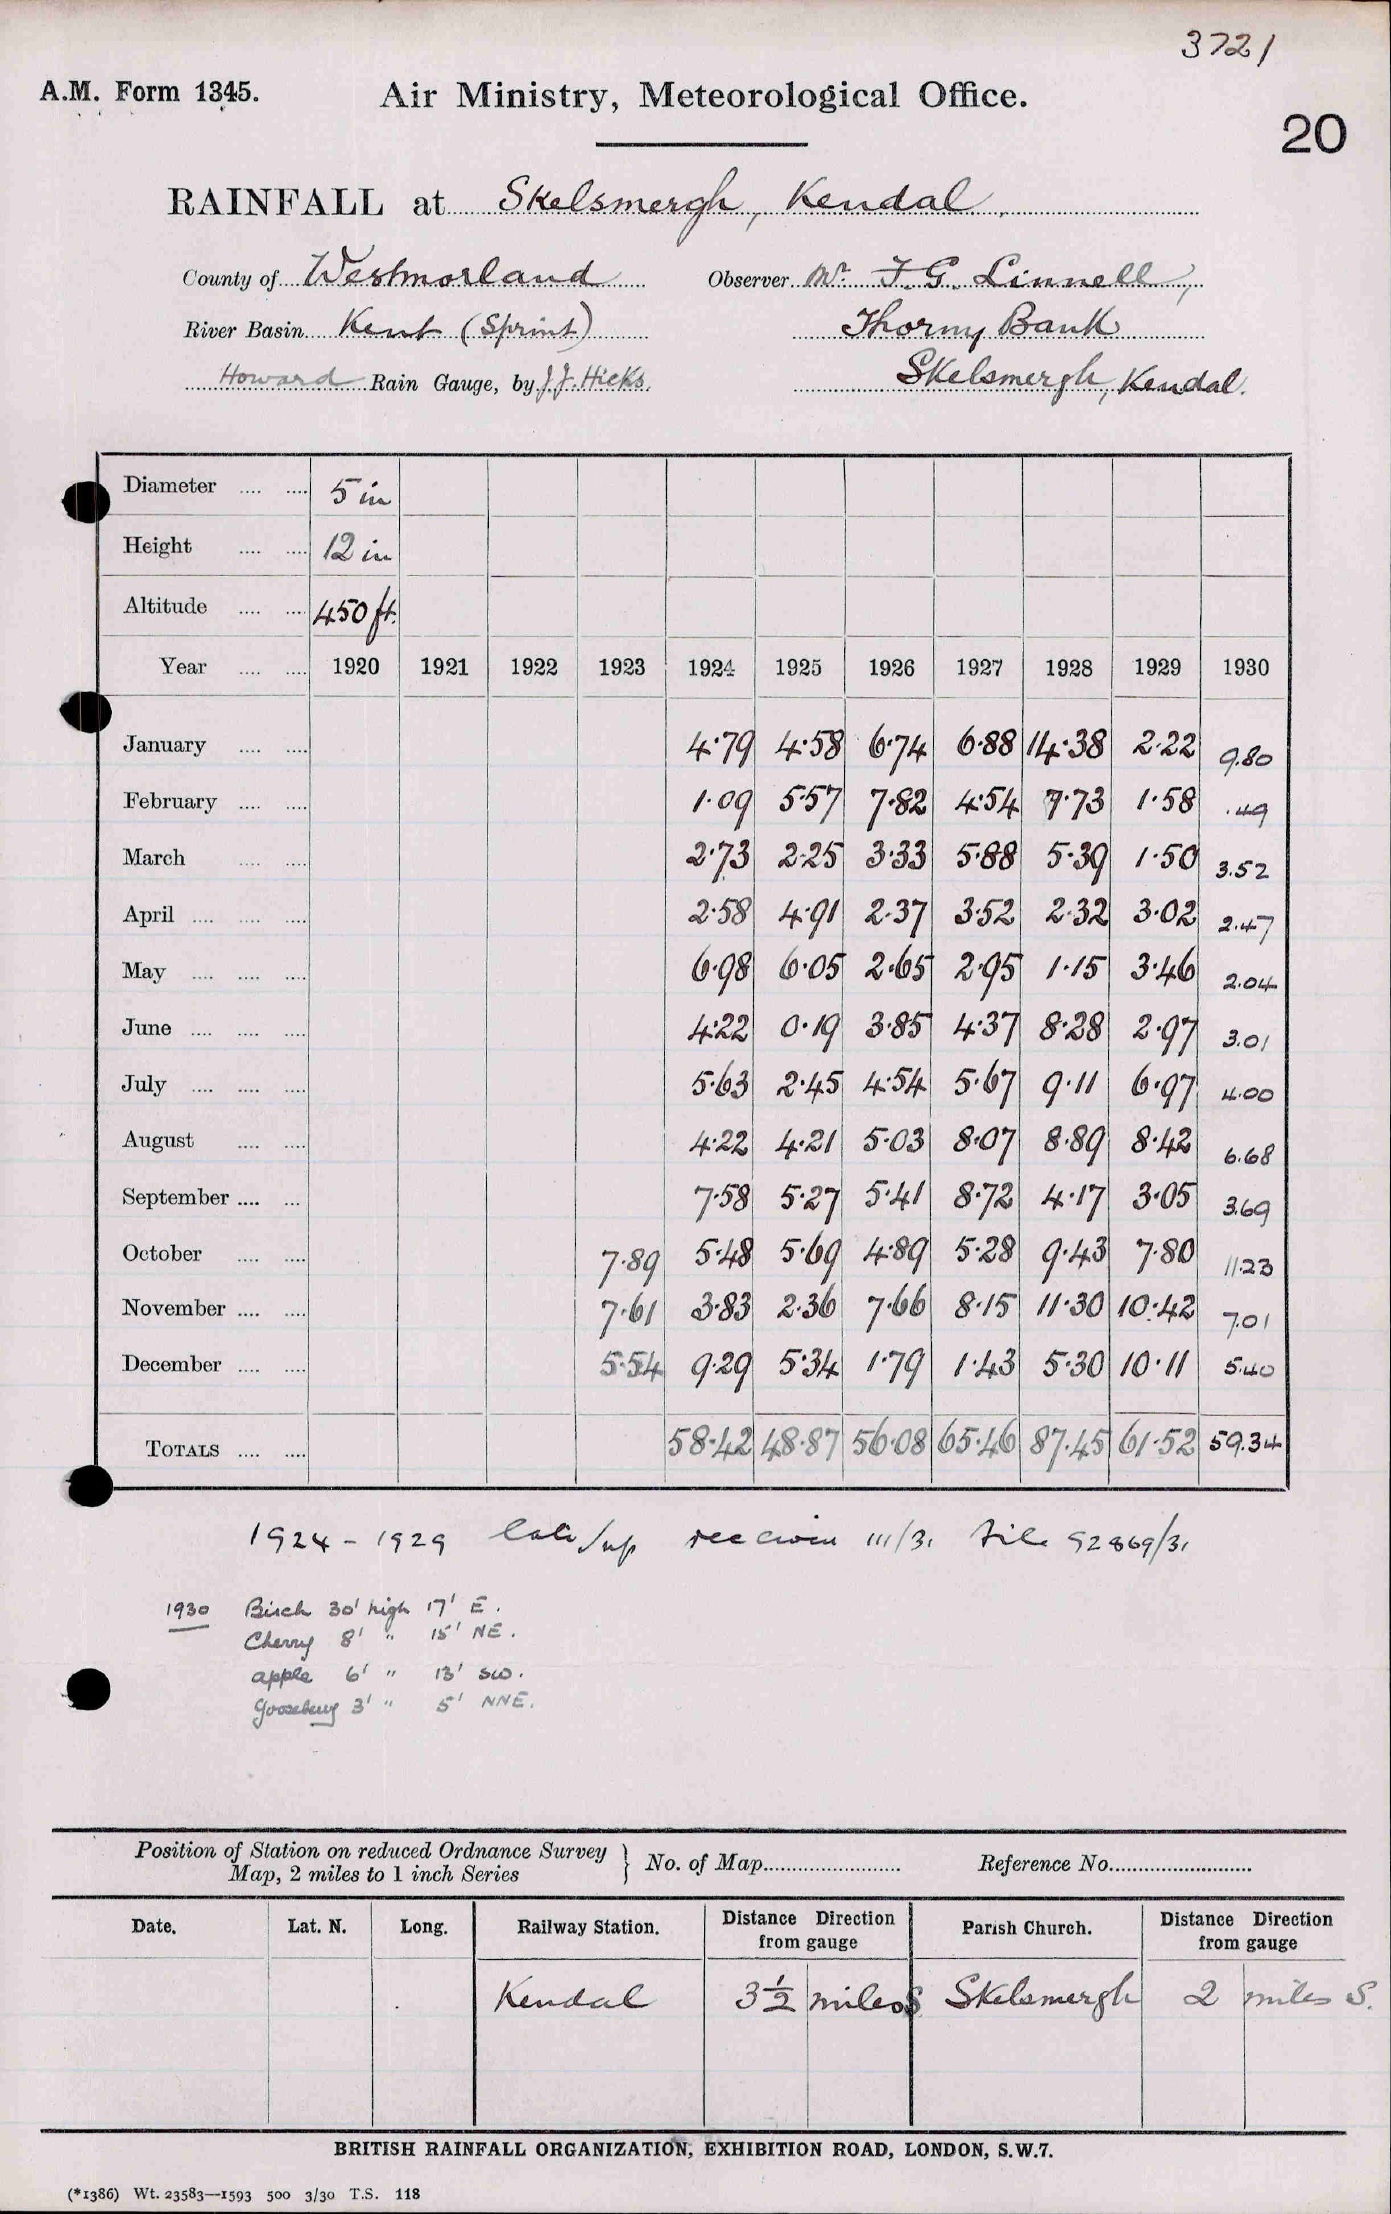 3721
A.M. Form 1345.
Air Ministry, Meteorological Office.
20
RAINFALL at Skelsmergh, Kendal.
County of Westmorland Observer Mr. F. G. Linnell,
River Basin Kent (Sprint) Thorny Bank
Howard Rain Gauge, by J.J. Hicks. Skelsmergh, Kendal.
Diameter .... .... 5 in
Height .... .... 12 in
Altitude .... .... 450 ft.
Year .... .... 1920 1921 1922 1923 1924 1925 1926 1927 1928 1929 1930
January .... .... 4·79 4·58 6·74 6·88 14·38 2·22 9.80
February .... .... 1·09 5·57 7·82 4·54 7·73 1·58 .49
March .... .... 2·73 2·25 3·33 5·88 5·39 1·50 3.52
April .... .... .... 2·58 4·91 2·37 3·52 2·32 3·02 2.47
May .... .... .... 6·98 6·05 2·65 2·95 1·15 3·46 2.04
June .... .... .... 4·22 0·19 3·85 4·37 8·28 2·97 3.01
July .... .... .... 5·63 2·45 4·54 5·67 9·11 6·97 4.00
August .... .... 4·22 4·21 5·03 8·07 8·89 8·42 6.68
September .... ... 7·58 5·27 5·41 8·72 4·17 3·05 3.69
October .... .... 7·89 5·48 5·69 4·89 5·28 9·43 7·80 11.23
November .... .... 7·61 3·83 2·36 7·66 8·15 11·30 10·42 7.01
December .... .... 5·54 9·29 5·34 1·79 1·43 5·30 10·11 5.40
TOTALS .... .... 58·42 48·87 56·08 65·46 87·45 61·52 59.34
1924 - 1929 111/31 file 92869/31
1930 Birch 30' high 17' E.
Cherry 8' " 15' NE.
apple 6' " 13' SW.
Gooseberry 3' " 5' NNE.
Position of Station on reduced Ordnance Survey
Map, 2 miles to 1 inch Series } No. of Map........................ Reference No........................
Date. Lat. N. Long. Railway Station. Distance Direction from gauge Parish Church. Distance Direction from gauge
Kendal 3½ miles S Skelsmergh 2 miles S.
BRITISH RAINFALL ORGANIZATION, EXHIBITION ROAD, LONDON, S.W.7.
(*1386) Wt. 23583—1593 500 3/30 T.S. 118